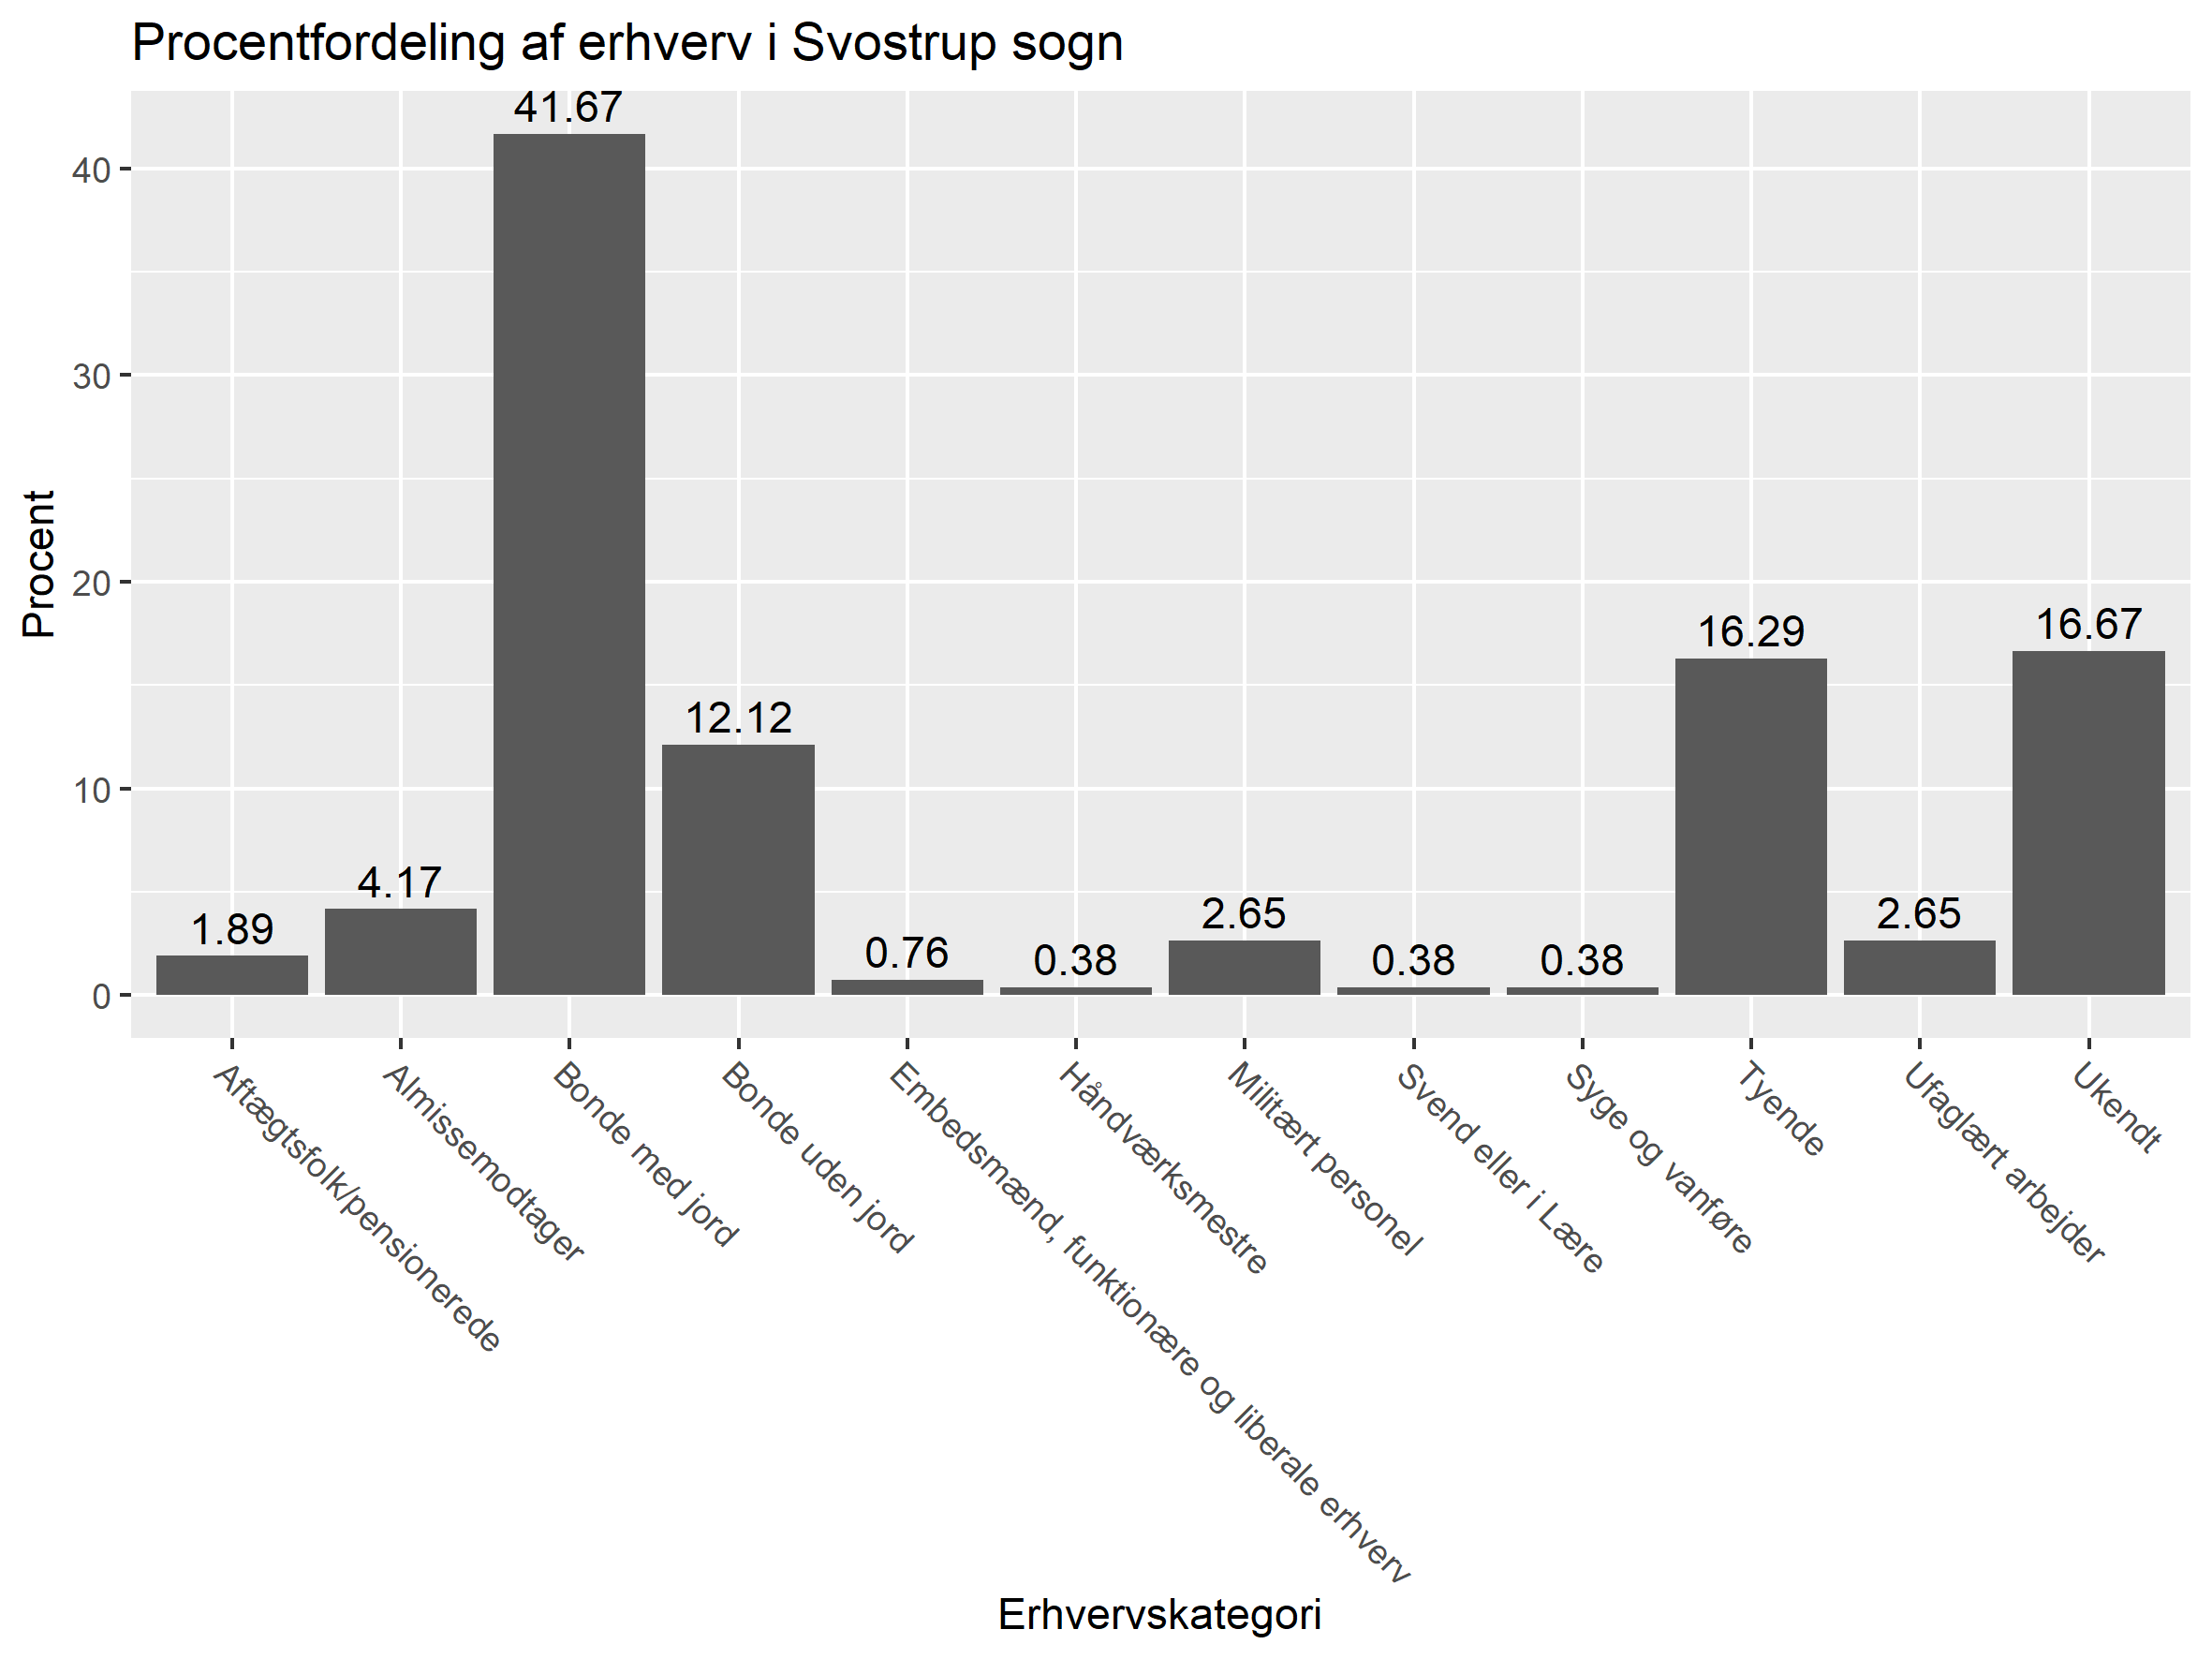 Procentfordeling af erhverv i Svostrup sogn
Procent
40
30
20
10
0
1.89
4.17
41.67
12.12
0.76
0.38
2.65
0.38
0.38
16.29
2.65
16.67
Aftægtsfolk/pensionerede
Almissemodtager
Bonde med jord
Bonde uden jord
Embedsmænd, funktionære og liberale erhverv
Håndværksmestre
Militært personel
Svend eller i Lære
Syge og vanføre
Tyende
Ufaglært arbejder
Ukendt
Erhvervskategori